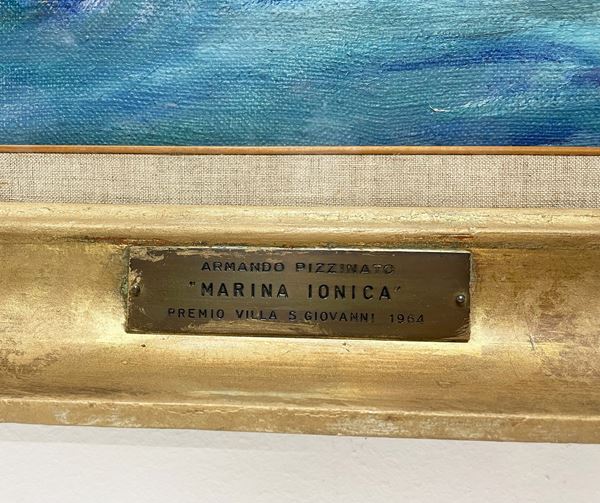 ARMANDO PIZZINATO
"MARINA IONICA"
PREMIO VILLA S. GIOVANNI 1964